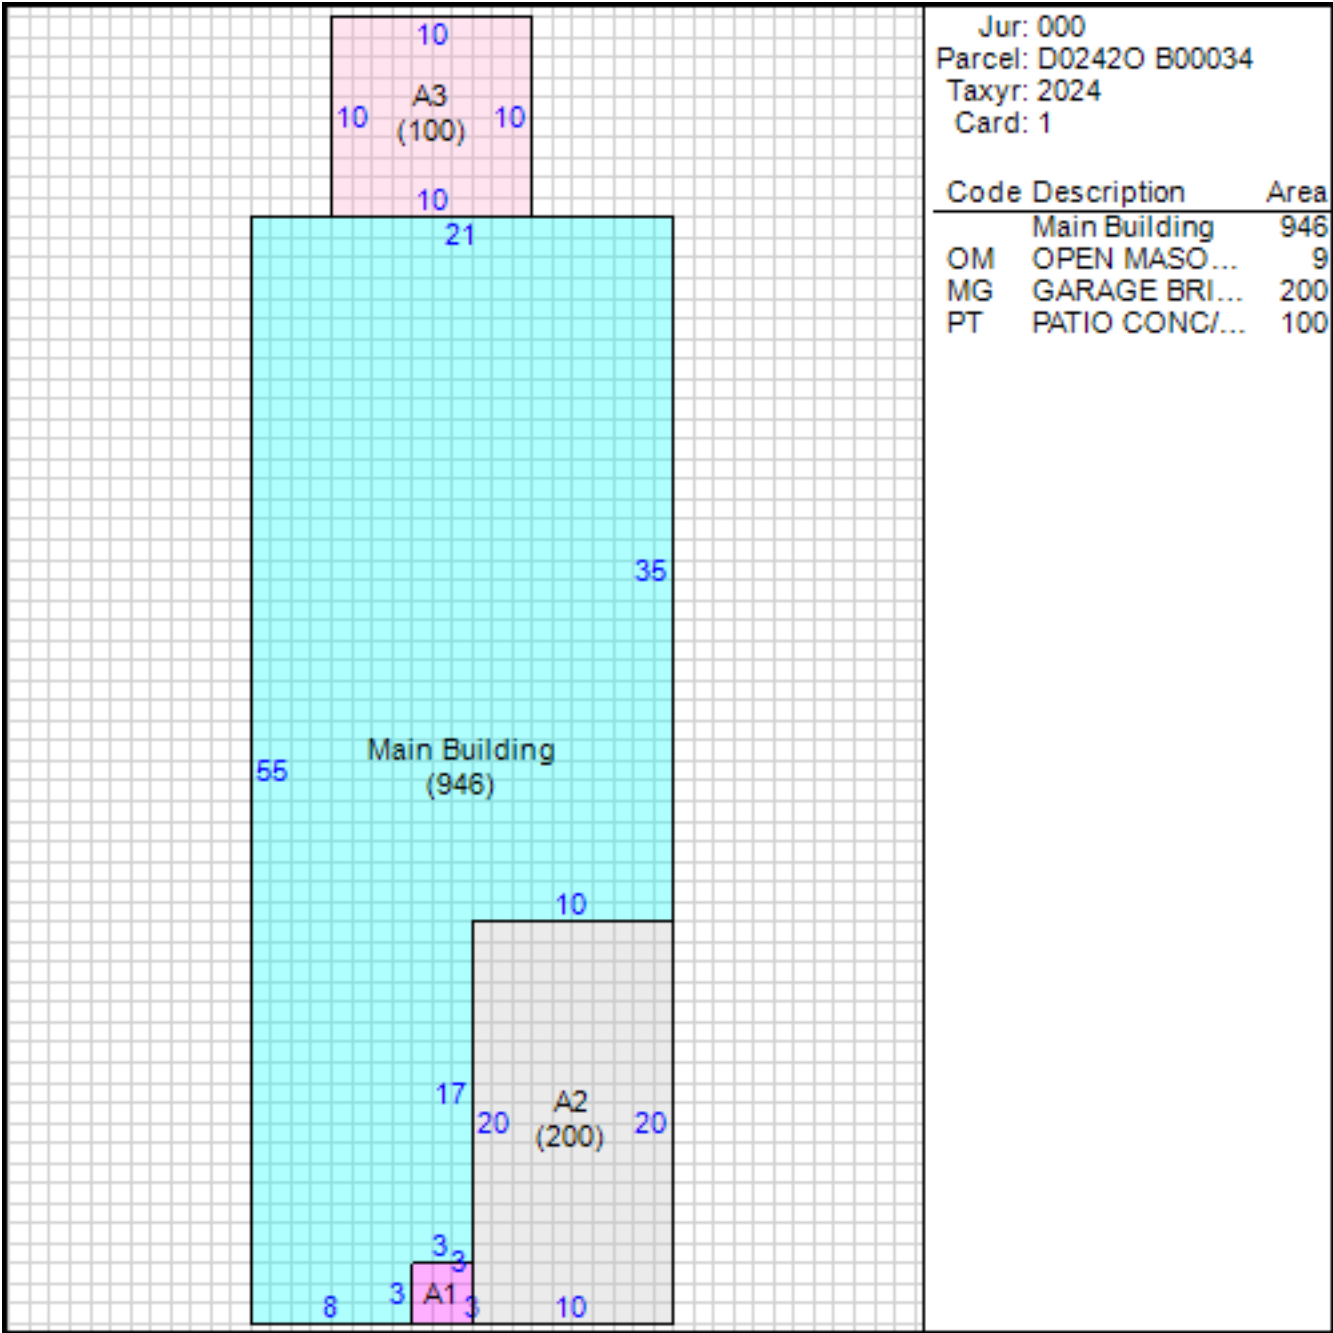 Jur: 000
Parcel: D0242O B00034
Taxyr: 2024
Card: 1
Code Description Area
Main Building 946
OM OPEN MASO... 9
MG GARAGE BRI... 200
PT PATIO CONC/... 100
10
A3
10 10
(100)
10
21
35
Main Building
55
(946)
10
17
A2
20 20
(200)
3
3
3 A1
8 3 10